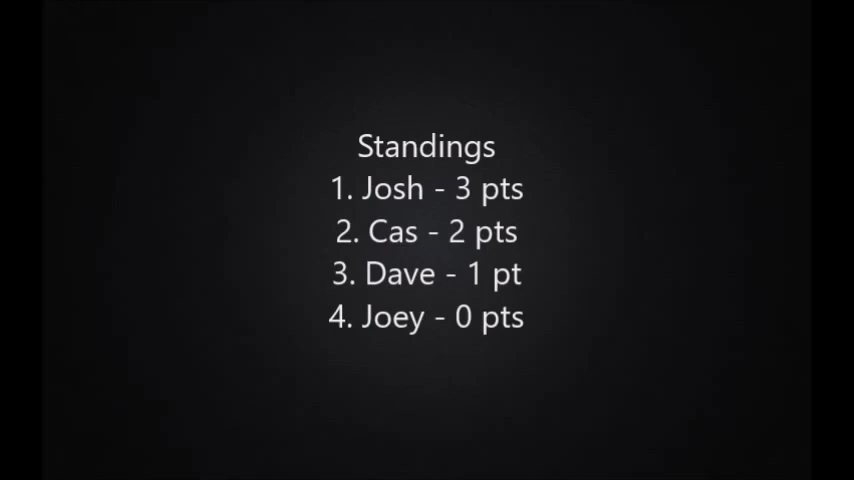 Standings
1. Josh - 3 pts
2. Cas - 2 pts
3. Dave - 1 pt
4. Joey - 0 pts